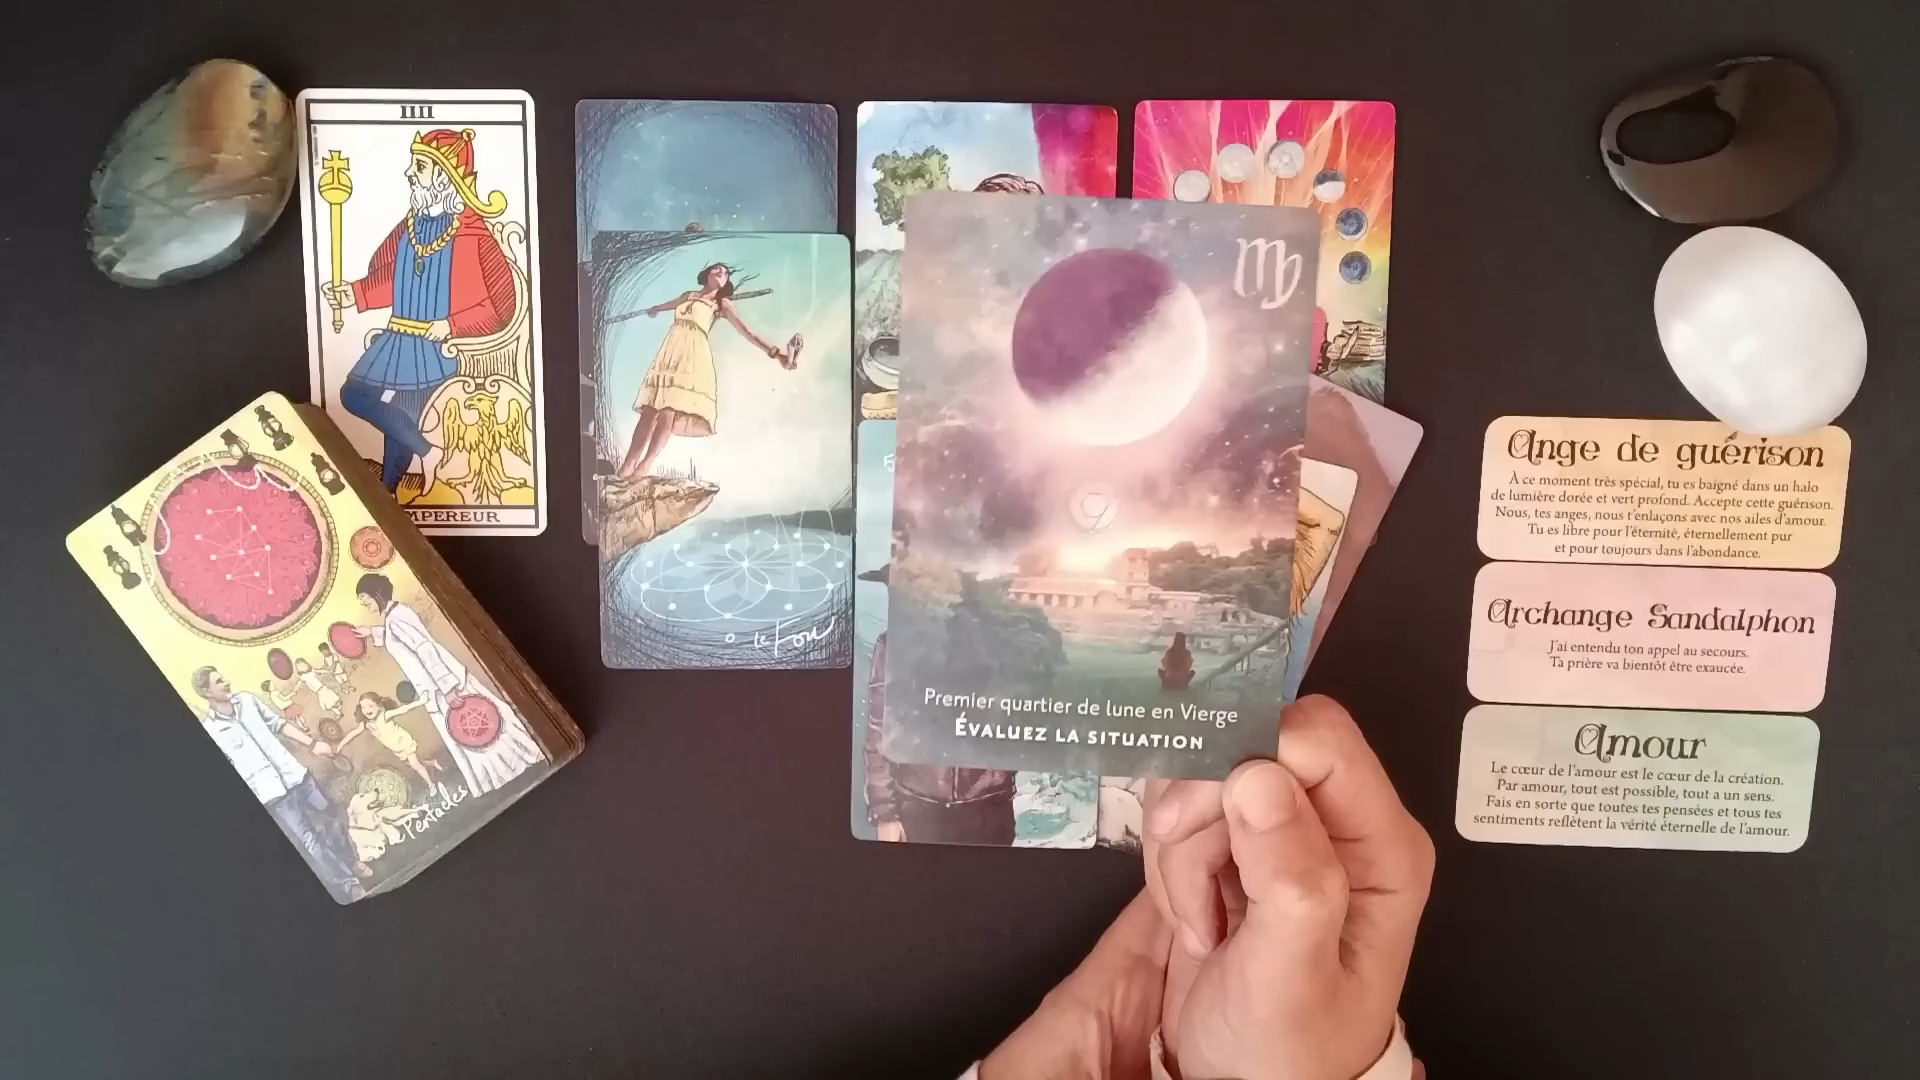 IIII
MPEREUR
Pentacles
0 le Fou
9
Premier quartier de lune en Vierge
ÉVALUEZ LA SITUATION
Ange de guérison
À ce moment très spécial, tu es baigné dans un halo
de lumière dorée et vert profond. Accepte cette guérison.
Nous, tes anges, nous t'enlaçons avec nos ailes d'amour.
Tu es libre pour l'éternité, éternellement pur
et pour toujours dans l'abondance.
Archange Sandalphon
J'ai entendu ton appel au secours.
Ta prière va bientôt être exaucée.
Amour
Le cœur de l'amour est le cœur de la création.
Par amour, tout est possible, tout a un sens.
Fais en sorte que toutes tes pensées et tous tes
sentiments reflètent la vérité éternelle de l'amour.